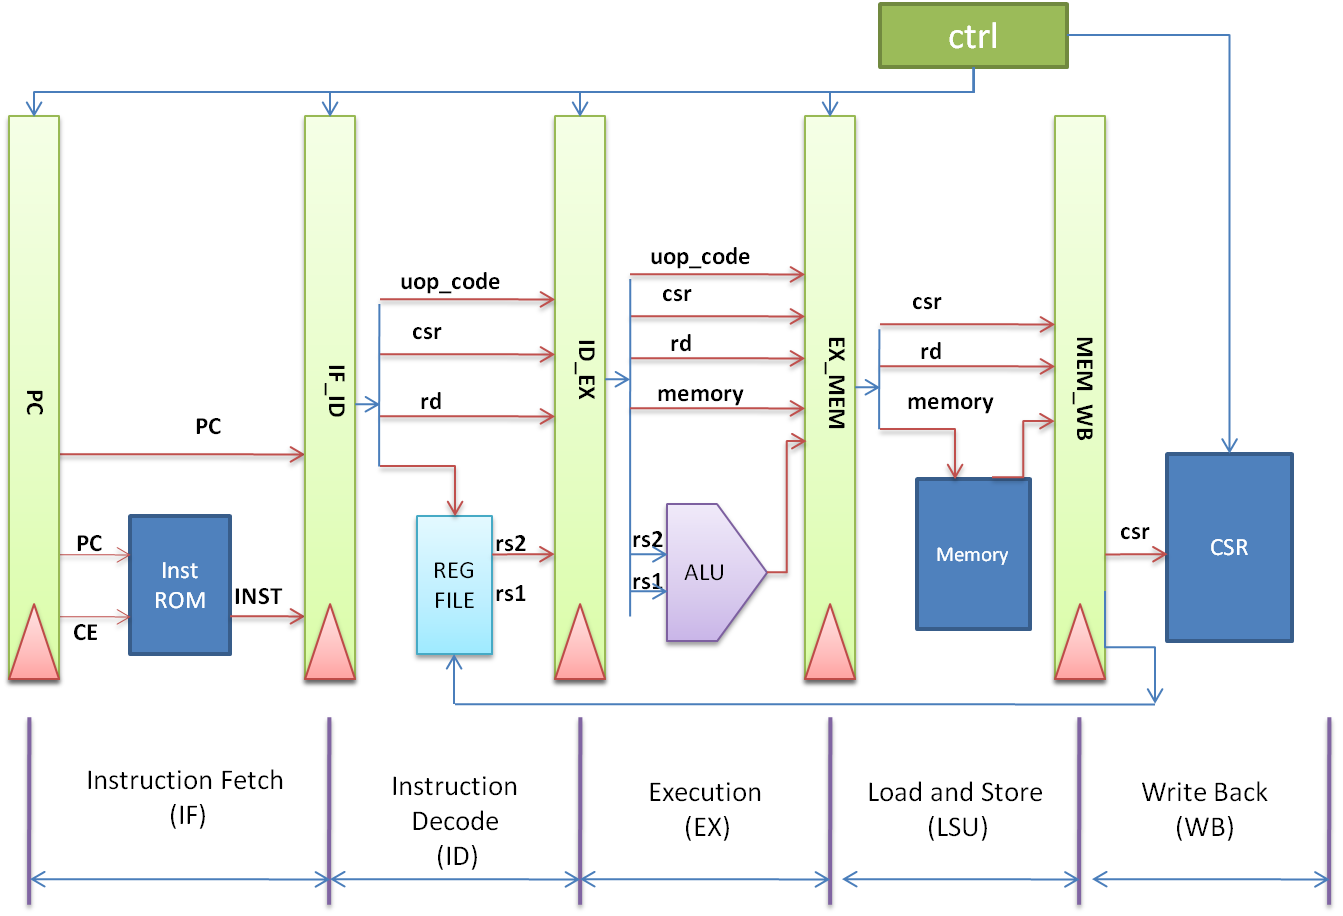 ctrl
PC
PC
PC
CE
Inst
ROM
INST
IF_ID
uop_code
csr
rd
REG
FILE
rs2
rs1
ID_EX
uop_code
csr
rd
memory
rs2
rs1
ALU
EX_MEM
csr
rd
memory
Memory
MEM_WB
csr
CSR
Instruction Fetch
(IF)
Instruction
Decode
(ID)
Execution
(EX)
Load and Store
(LSU)
Write Back
(WB)